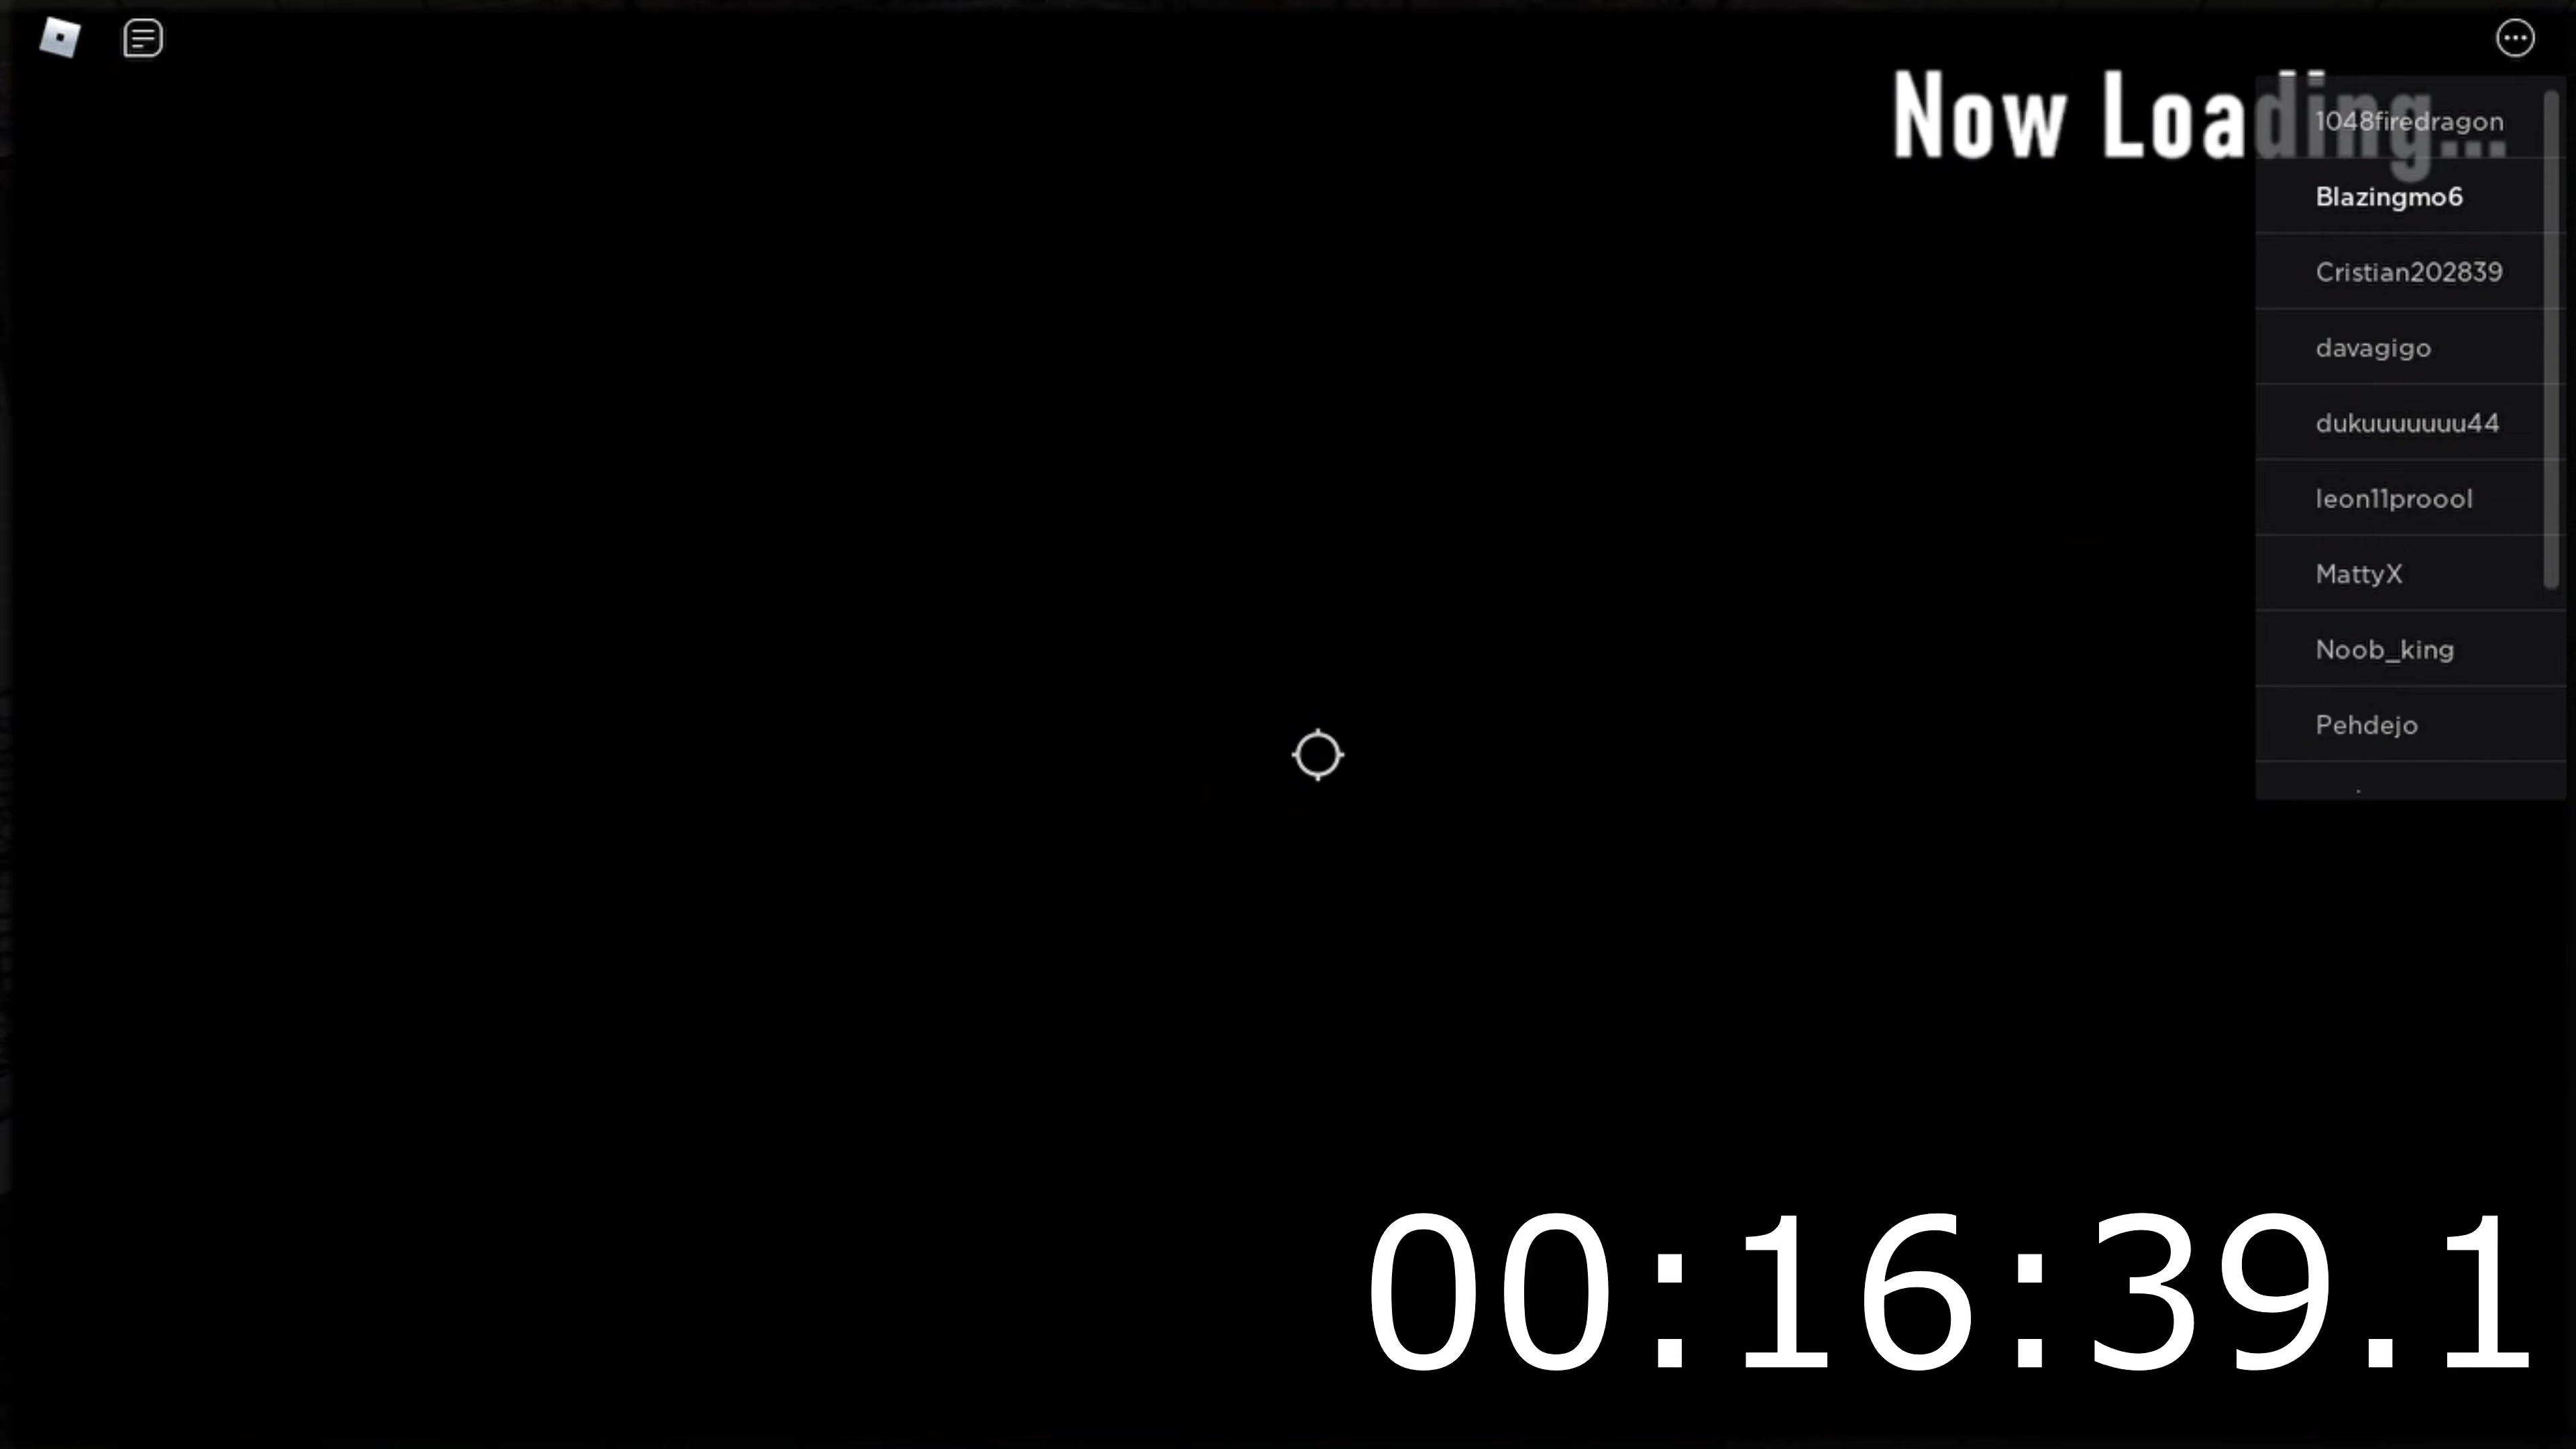 Now Loading...
1048firedragon
Blazingmo6
Cristian202839
davagigo
dukuuuuuuu44
leon11proool
MattyX
Noob_king
Pehdejo
00:16:39.1